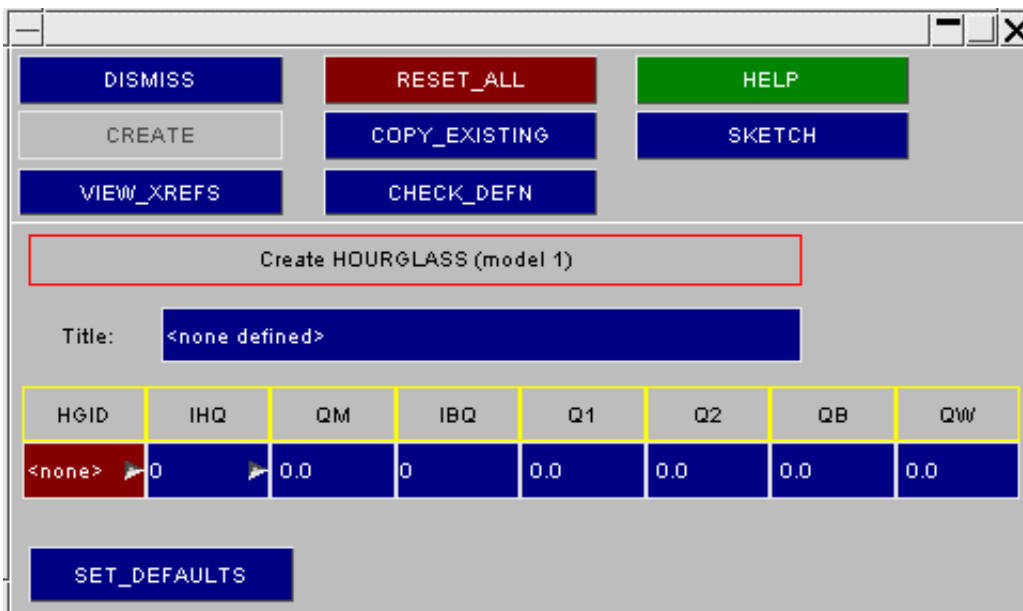 DISMISS RESET_ALL HELP
CREATE COPY_EXISTING SKETCH
VIEW_XREFS CHECK_DEFN
Create HOURGLASS (model 1)
Title: <none defined>
HGID IHQ QM IBQ Q1 Q2 QB QW
<none> 0 0.0 0 0.0 0.0 0.0 0.0
SET_DEFAULTS